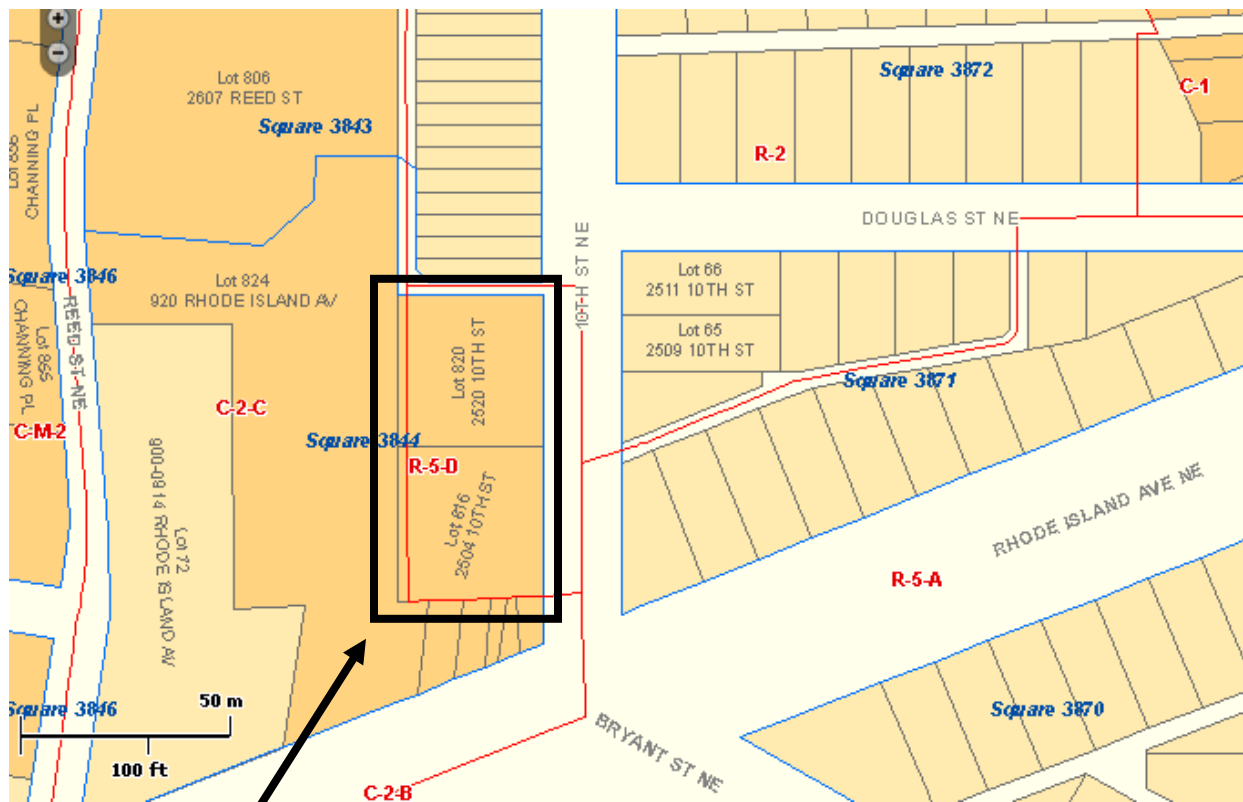 +
−
Lot 806
2607 REED ST
Square 3843
Square 3872
C-1
R-2
CHANNING PL
DOUGLAS ST NE
10TH ST NE
Square 3846
Lot 824
920 RHODE ISLAND AV
Lot 66
2511 10TH ST
Lot 65
2509 10TH ST
REED ST NE
Lot 865
CHANNING PL
Lot 820
2520 10TH ST
Square 3871
C-2-C
C-M-2
Square 3844
R-5-D
Lot 816
2504 10TH ST
Lot 72
900-0914 RHODE ISLAND AV
RHODE ISLAND AVE NE
R-5-A
Square 3846
50 m
100 ft
Square 3870
BRYANT ST NE
C-2-B